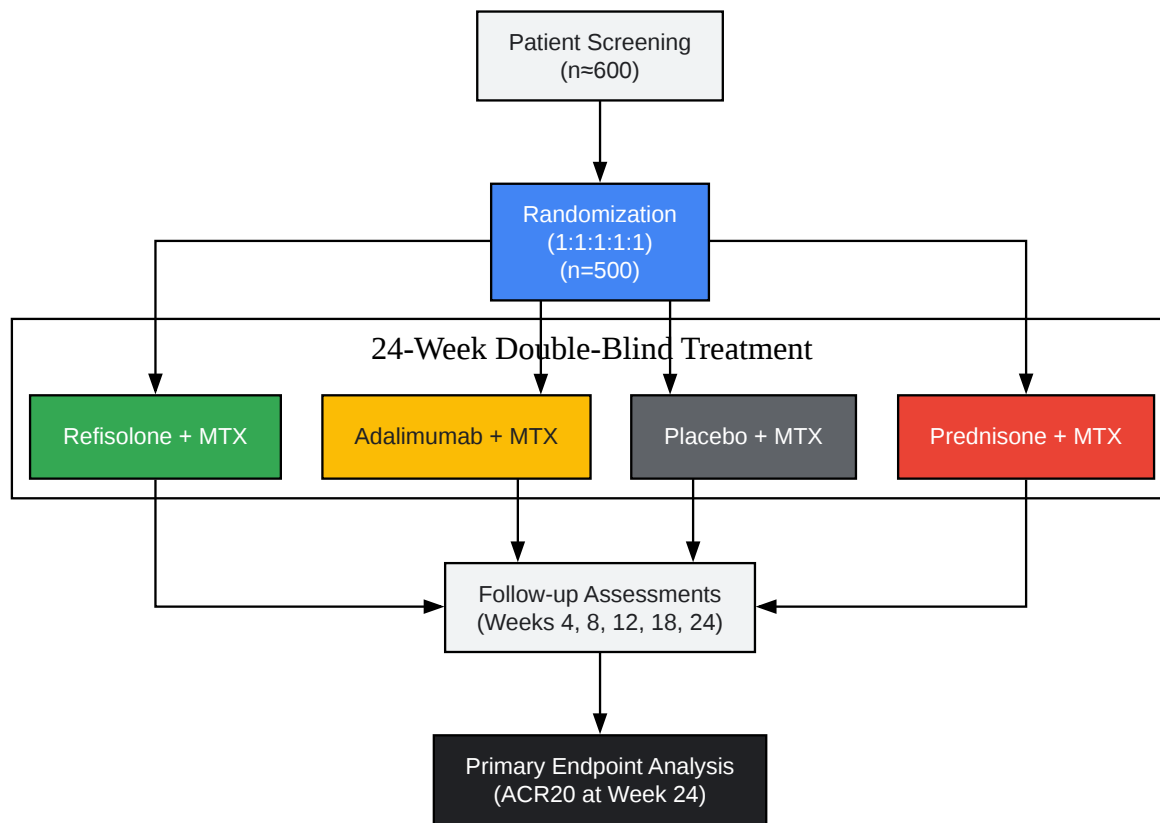 Patient Screening
(n≈600)
Randomization
(1:1:1:1:1)
(n=500)
24-Week Double-Blind Treatment
Refisolone + MTX
Adalimumab + MTX
Placebo + MTX
Prednisone + MTX
Follow-up Assessments
(Weeks 4, 8, 12, 18, 24)
Primary Endpoint Analysis
(ACR20 at Week 24)